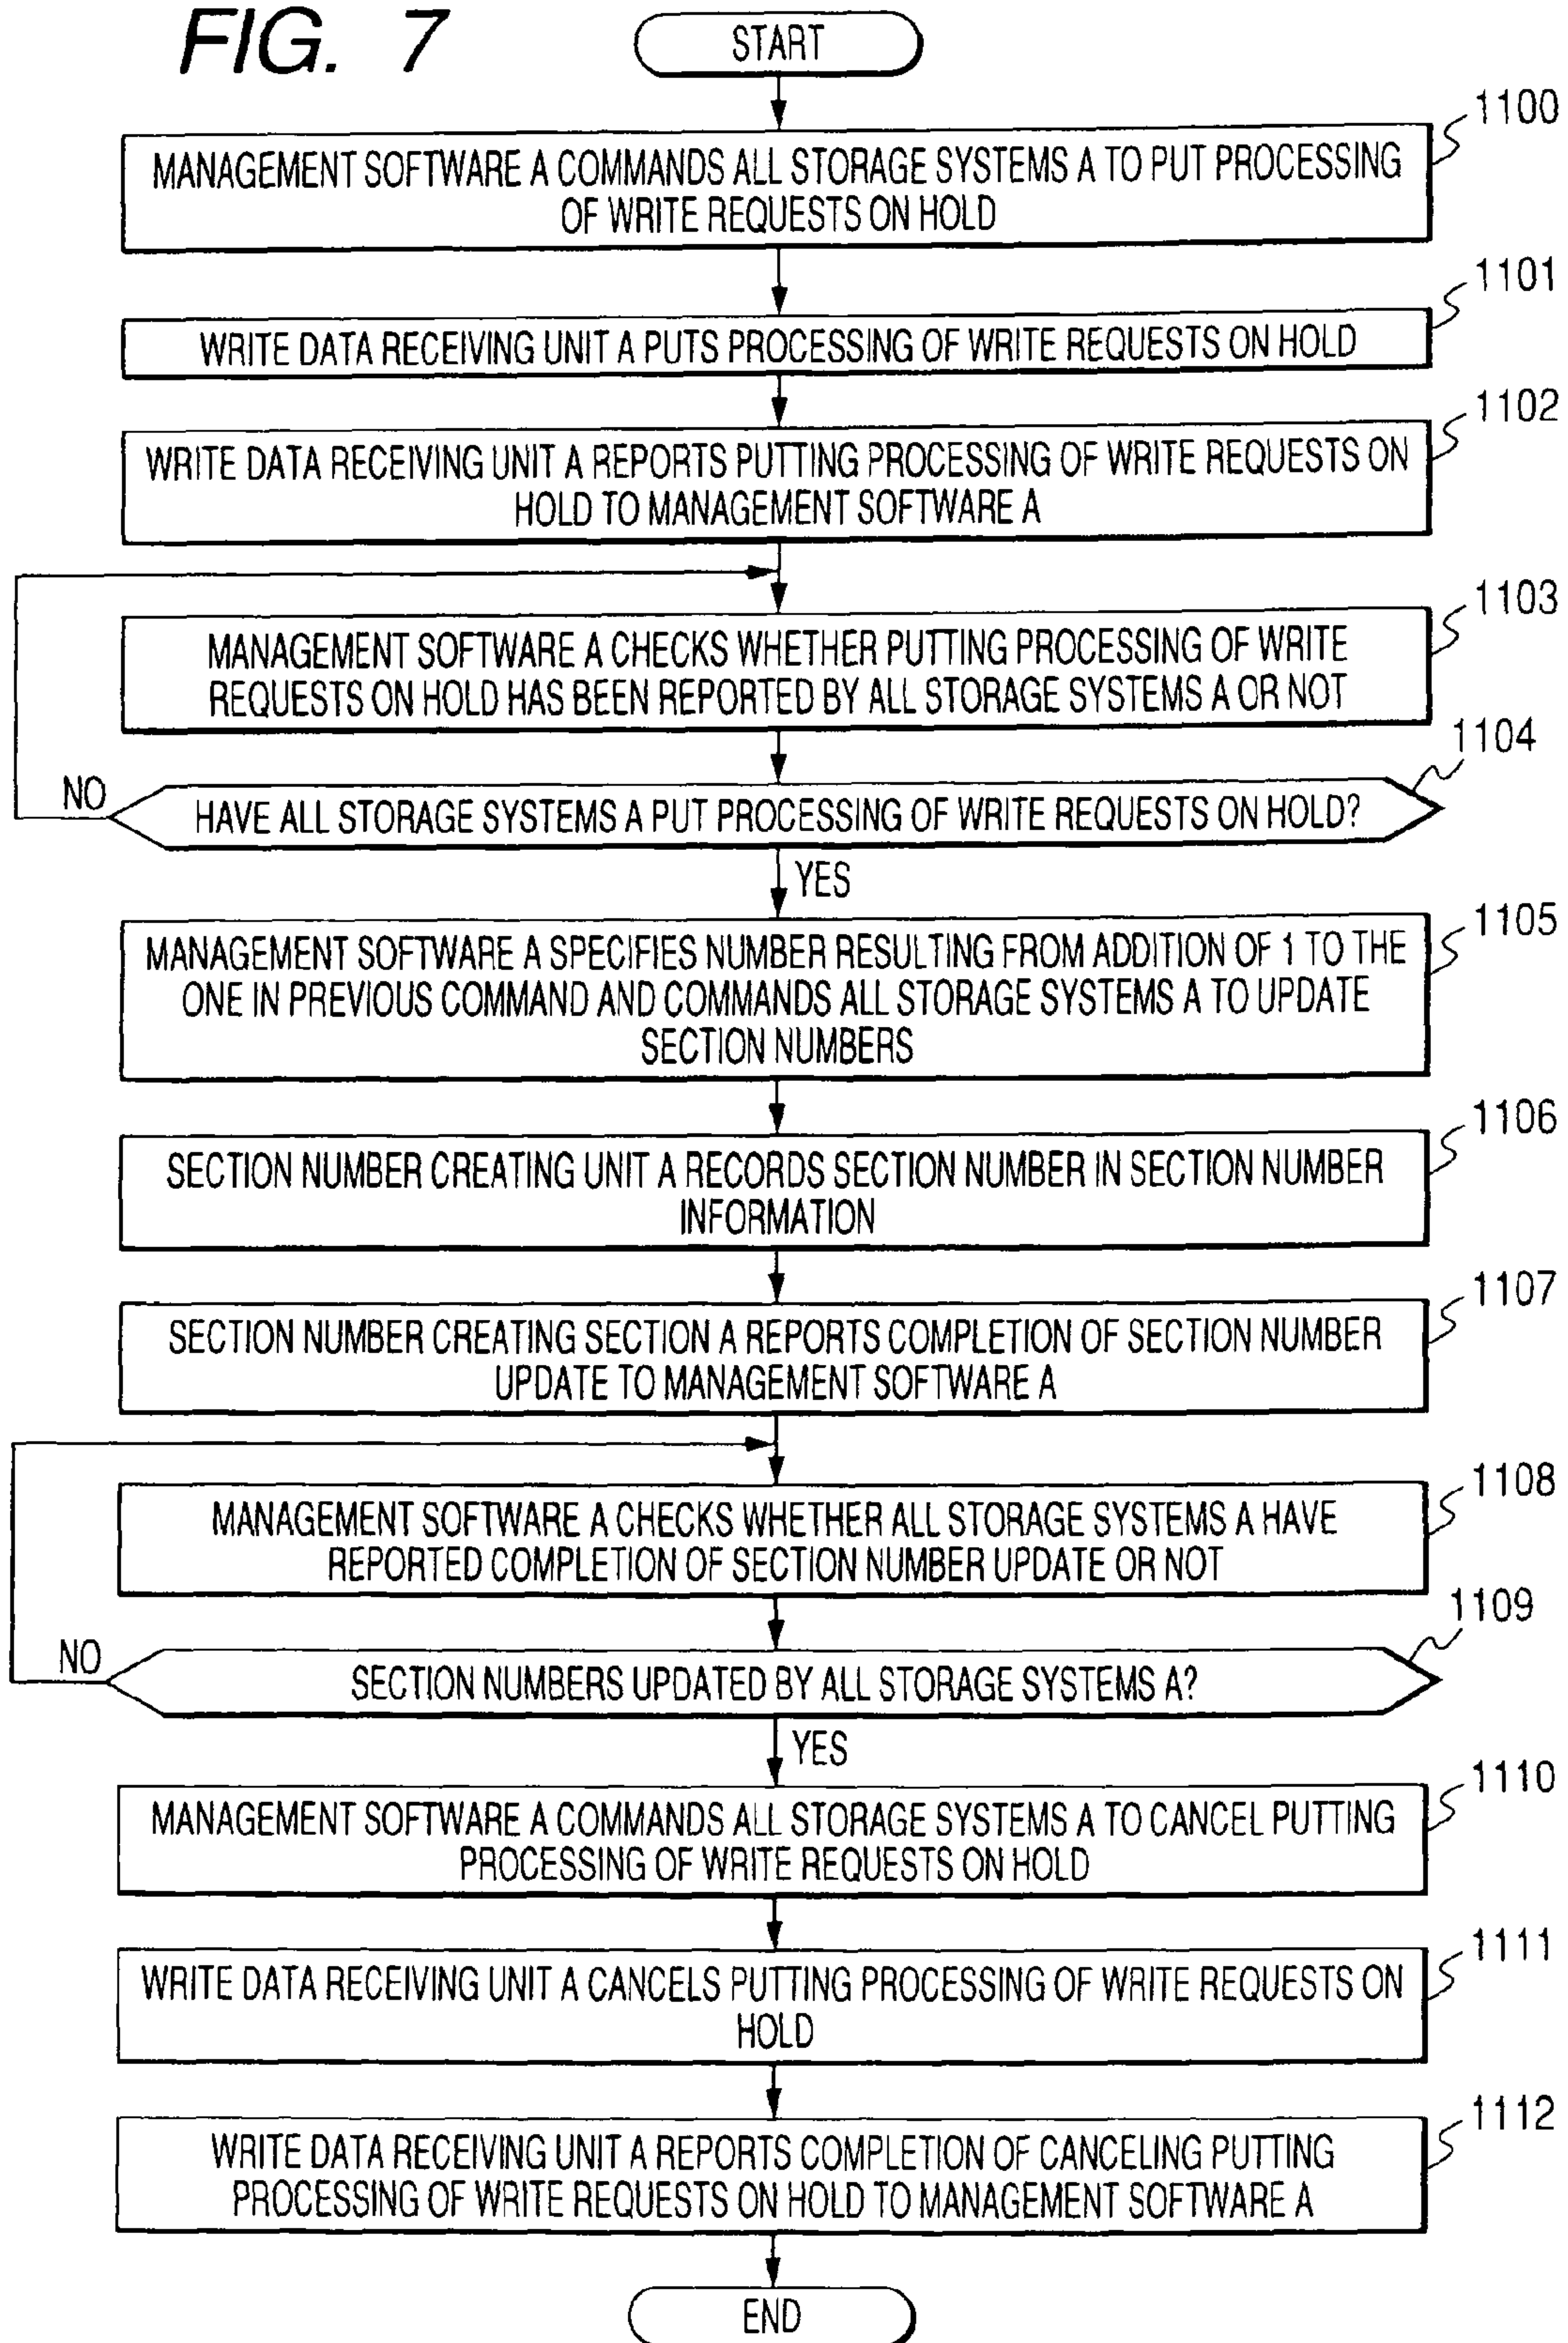 FIG. 7
START
1100
MANAGEMENT SOFTWARE A COMMANDS ALL STORAGE SYSTEMS A TO PUT PROCESSING
OF WRITE REQUESTS ON HOLD
1101
WRITE DATA RECEIVING UNIT A PUTS PROCESSING OF WRITE REQUESTS ON HOLD
1102
WRITE DATA RECEIVING UNIT A REPORTS PUTTING PROCESSING OF WRITE REQUESTS ON
HOLD TO MANAGEMENT SOFTWARE A
1103
MANAGEMENT SOFTWARE A CHECKS WHETHER PUTTING PROCESSING OF WRITE
REQUESTS ON HOLD HAS BEEN REPORTED BY ALL STORAGE SYSTEMS A OR NOT
1104
NO
HAVE ALL STORAGE SYSTEMS A PUT PROCESSING OF WRITE REQUESTS ON HOLD?
YES
1105
MANAGEMENT SOFTWARE A SPECIFIES NUMBER RESULTING FROM ADDITION OF 1 TO THE
ONE IN PREVIOUS COMMAND AND COMMANDS ALL STORAGE SYSTEMS A TO UPDATE
SECTION NUMBERS
1106
SECTION NUMBER CREATING UNIT A RECORDS SECTION NUMBER IN SECTION NUMBER
INFORMATION
1107
SECTION NUMBER CREATING SECTION A REPORTS COMPLETION OF SECTION NUMBER
UPDATE TO MANAGEMENT SOFTWARE A
1108
MANAGEMENT SOFTWARE A CHECKS WHETHER ALL STORAGE SYSTEMS A HAVE
REPORTED COMPLETION OF SECTION NUMBER UPDATE OR NOT
1109
NO
SECTION NUMBERS UPDATED BY ALL STORAGE SYSTEMS A?
YES
1110
MANAGEMENT SOFTWARE A COMMANDS ALL STORAGE SYSTEMS A TO CANCEL PUTTING
PROCESSING OF WRITE REQUESTS ON HOLD
1111
WRITE DATA RECEIVING UNIT A CANCELS PUTTING PROCESSING OF WRITE REQUESTS ON
HOLD
1112
WRITE DATA RECEIVING UNIT A REPORTS COMPLETION OF CANCELING PUTTING
PROCESSING OF WRITE REQUESTS ON HOLD TO MANAGEMENT SOFTWARE A
END